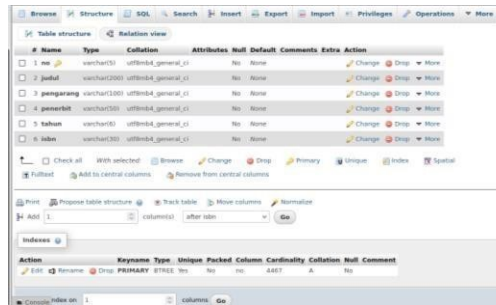 Browse Structure SQL Search Insert Export Import Privileges Operations More
Table structure Relation view
# Name Type Collation Attributes Null Default Comments Extra Action
1 no varchar(5) utf8mb4_general_ci No None Change Drop More
2 judul varchar(200) utf8mb4_general_ci No None Change Drop More
3 pengarang varchar(100) utf8mb4_general_ci No None Change Drop More
4 penerbit varchar(50) utf8mb4_general_ci No None Change Drop More
5 tahun varchar(6) utf8mb4_general_ci No None Change Drop More
6 isbn varchar(30) utf8mb4_general_ci No None Change Drop More
Check all With selected: Browse Change Drop Primary Unique Index Spatial
Fulltext Add to central columns Remove from central columns
Print Propose table structure Track table Move columns Normalize
Add 1 column(s) after isbn Go
Indexes
Action Keyname Type Unique Packed Column Cardinality Collation Null Comment
Edit Rename Drop PRIMARY BTREE Yes No no 4467 A No
Console index on 1 columns Go